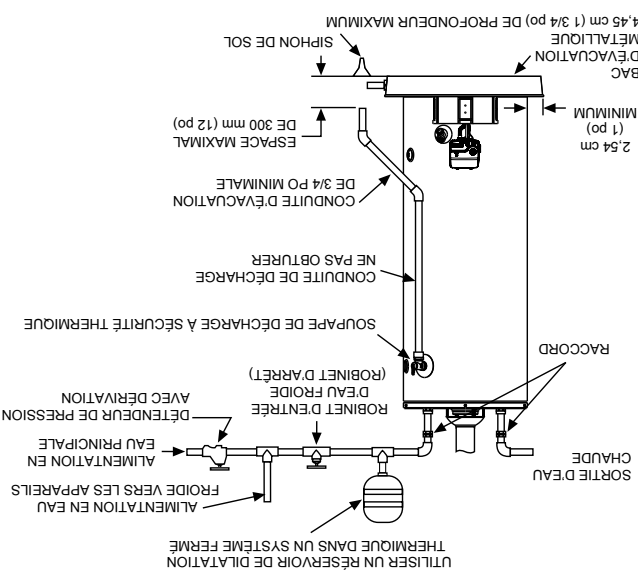 UTILISER UN RÉSERVOIR DE DILATATION
THERMIQUE DANS UN SYSTÈME FERMÉ
ALIMENTATION EN EAU
FROIDE VERS LES APPAREILS
SORTIE D'EAU
CHAUDE
ALIMENTATION EN
EAU PRINCIPALE
DÉTENDEUR DE PRESSION
AVEC DÉRIVATION
ROBINET D'ENTRÉE
D'EAU FROIDE
(ROBINET D'ARRÊT)
RACCORD
SOUPAPE DE DÉCHARGE À SÉCURITÉ THERMIQUE
CONDUITE DE DÉCHARGE
NE PAS OBTURER
CONDUITE D'ÉVACUATION
DE 3/4 PO MINIMALE
ESPACE MAXIMAL
DE 300 mm (12 po)
2,54 cm
(1 po)
MINIMUM
SIPHON DE SOL
BAC
D'ÉVACUATION
MÉTALLIQUE
4,45 cm (1 3/4 po) DE PROFONDEUR MAXIMUM